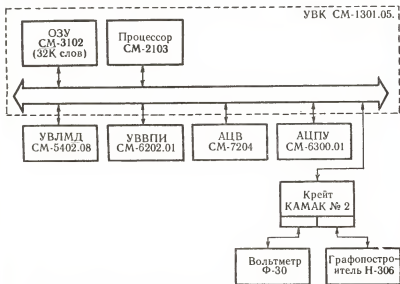 УВК СМ-1301.05.
ОЗУ
СМ-3102
(32К слов)
Процессор
СМ-2103
УВЛМД
СМ-5402.08
УВВПИ
СМ-6202.01
АЦВ
СМ-7204
АЦПУ
СМ-6300.01
Крейт
КАМАК № 2
Вольтметр
Ф-30
Графопостро-
итель Н-306